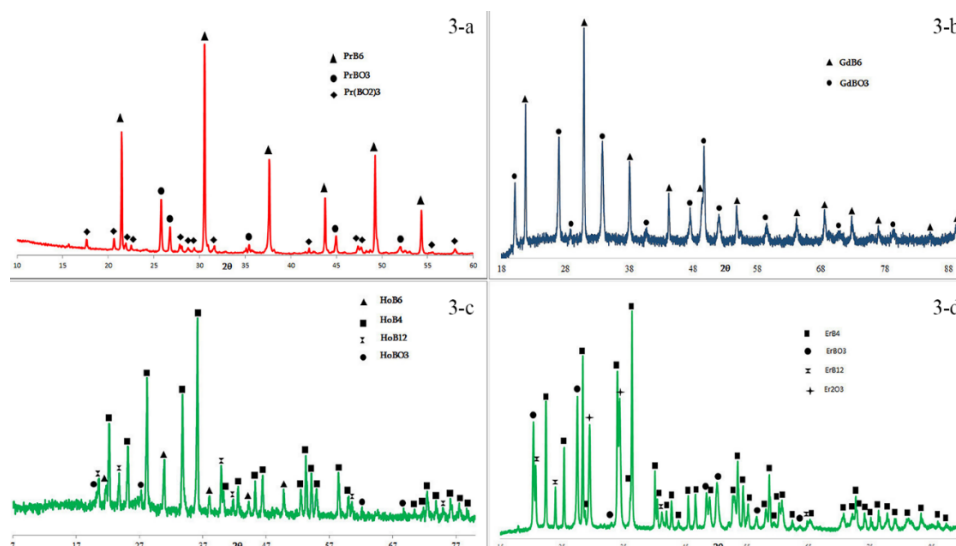 3-a
PrB6
PrBO3
Pr(BO2)3
10 15 20 25 30 35 40 45 50 55 60
2θ
3-b
GdB6
GdBO3
18 28 38 48 58 68 78 88
2θ
3-c
HoB6
HoB4
HoB12
HoBO3
3-d
ErB4
ErBO3
ErB12
Er2O3